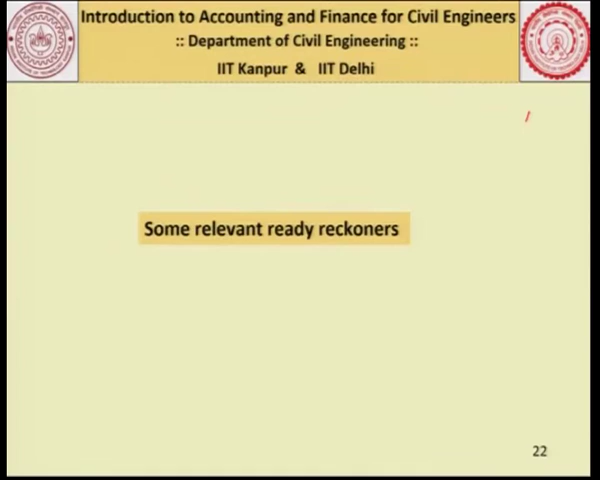 Introduction to Accounting and Finance for Civil Engineers
:: Department of Civil Engineering ::
IIT Kanpur & IIT Delhi
Some relevant ready reckoners
22